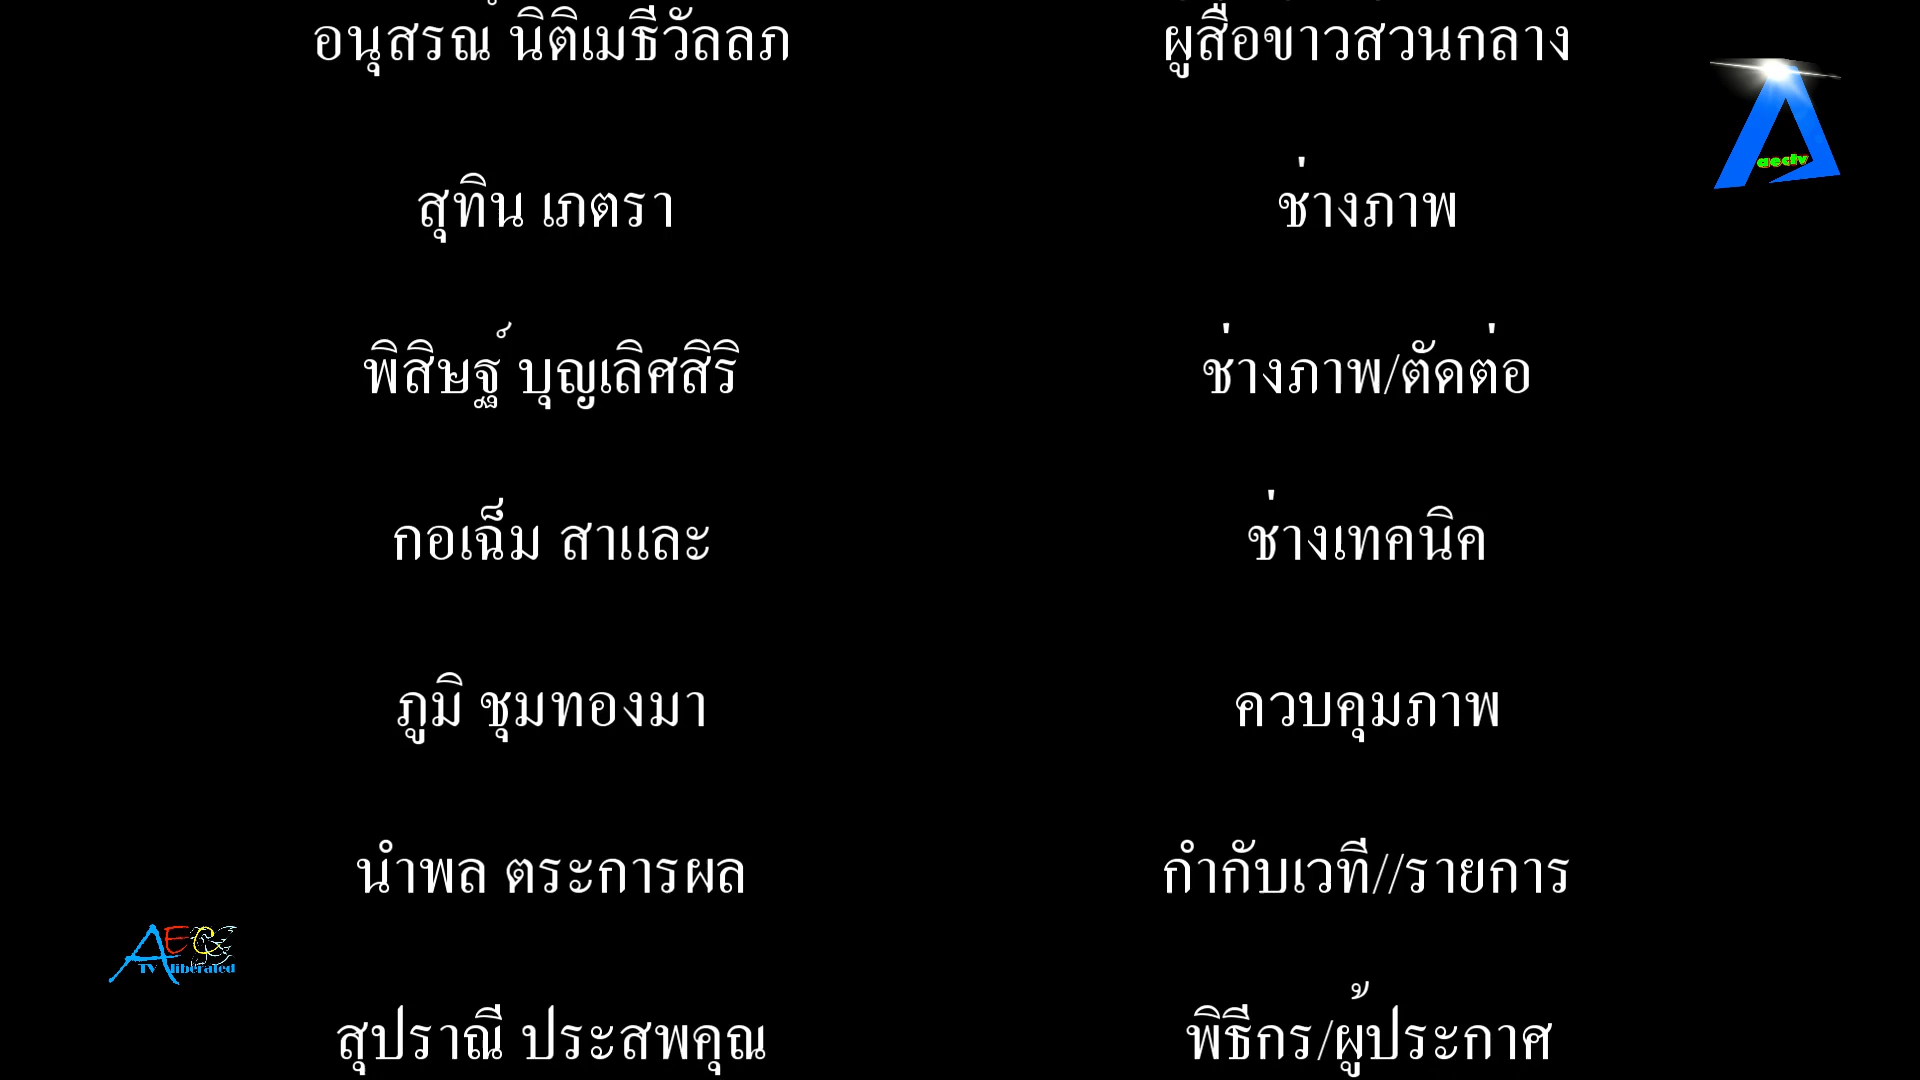 อนุสรณ์ นิติเมธีวัลลภ ผู้สื่อข่าวส่วนกลาง
aectv
สุทิน เภตรา ช่างภาพ
พิสิษฐ์ บุญเลิศสิริ ช่างภาพ/ตัดต่อ
กอเฉ็ม สาและ ช่างเทคนิค
ภูมิ ชุมทองมา ควบคุมภาพ
นำพล ตระการผล กำกับเวที//รายการ
AEC
TV liberated
สุปราณี ประสพคุณ พิธีกร/ผู้ประกาศ